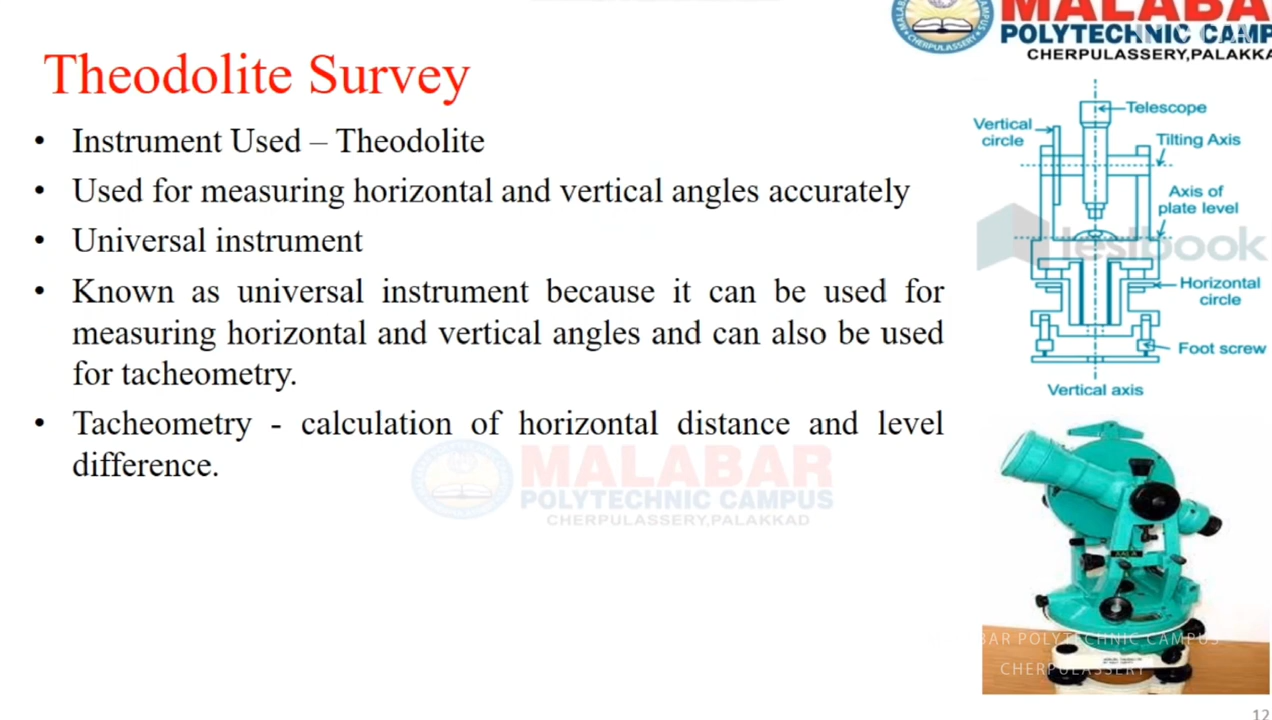 MALABAR
POLYTECHNIC CAMPUS
CHERPULASSERY,PALAKKA
Theodolite Survey
• Instrument Used – Theodolite
• Used for measuring horizontal and vertical angles accurately
• Universal instrument
• Known as universal instrument because it can be used for
measuring horizontal and vertical angles and can also be used
for tacheometry.
• Tacheometry - calculation of horizontal distance and level
difference.
Telescope
Vertical
circle
Tilting Axis
Axis of
plate level
testbook
Horizontal
circle
Foot screw
Vertical axis
MALABAR
POLYTECHNIC CAMPUS
CHERPULASSERY,PALAKKAD
BAR POLYTECHNIC CAMPUS
CHERPULASSERY
12